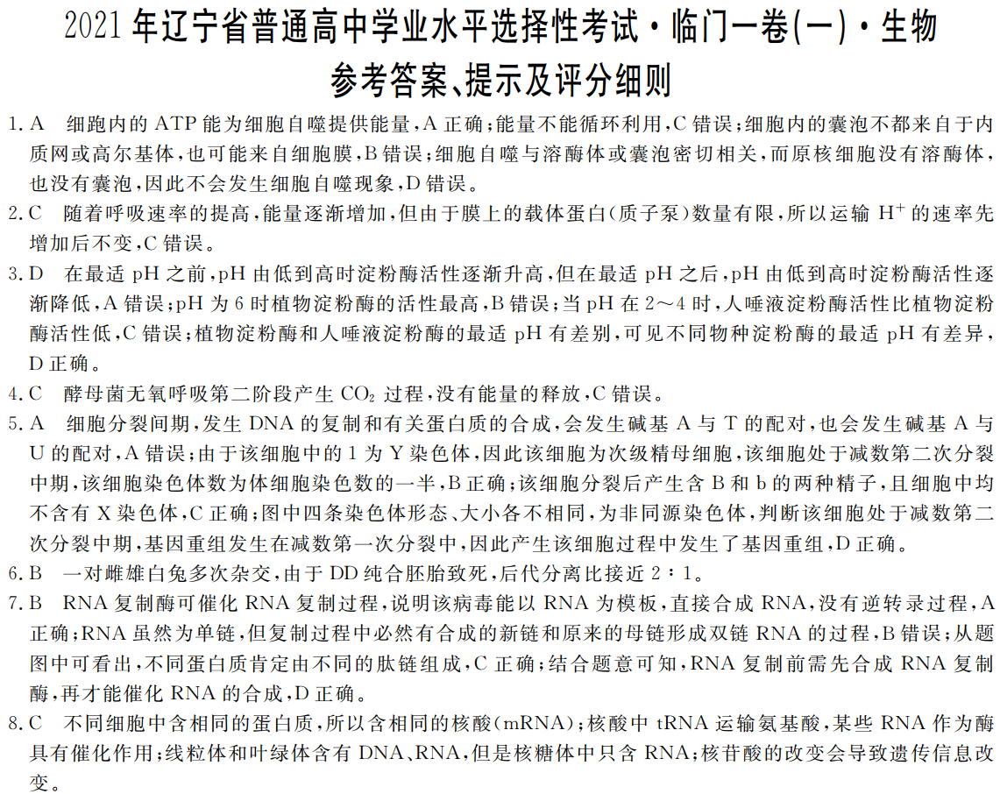 2021年辽宁省普通高中学业水平选择性考试·临门一卷(一)·生物
参考答案、提示及评分细则
1. A 细跑内的 ATP 能为细胞自噬提供能量,A 正确;能量不能循环利用,C 错误;细胞内的囊泡不都来自于内
质网或高尔基体,也可能来自细胞膜,B 错误;细胞自噬与溶酶体或囊泡密切相关,而原核细胞没有溶酶体,
也没有囊泡,因此不会发生细胞自噬现象,D 错误。
2. C 随着呼吸速率的提高,能量逐渐增加,但由于膜上的载体蛋白(质子泵)数量有限,所以运输 H⁺ 的速率先
增加后不变,C 错误。
3. D 在最适 pH 之前,pH 由低到高时淀粉酶活性逐渐升高,但在最适 pH 之后,pH 由低到高时淀粉酶活性逐
渐降低,A 错误;pH 为 6 时植物淀粉酶的活性最高,B 错误;当 pH 在 2～4 时,人唾液淀粉酶活性比植物淀粉
酶活性低,C 错误;植物淀粉酶和人唾液淀粉酶的最适 pH 有差别,可见不同物种淀粉酶的最适 pH 有差异,
D 正确。
4. C 酵母菌无氧呼吸第二阶段产生 CO₂ 过程,没有能量的释放,C 错误。
5. A 细胞分裂间期,发生 DNA 的复制和有关蛋白质的合成,会发生碱基 A 与 T 的配对,也会发生碱基 A 与
U 的配对,A 错误;由于该细胞中的 1 为 Y 染色体,因此该细胞为次级精母细胞,该细胞处于减数第二次分裂
中期,该细胞染色体数为体细胞染色数的一半,B 正确;该细胞分裂后产生含 B 和 b 的两种精子,且细胞中均
不含有 X 染色体,C 正确;图中四条染色体形态、大小各不相同,为非同源染色体,判断该细胞处于减数第二
次分裂中期,基因重组发生在减数第一次分裂中,因此产生该细胞过程中发生了基因重组,D 正确。
6. B 一对雌雄白兔多次杂交,由于 DD 纯合胚胎致死,后代分离比接近 2∶1。
7. B RNA 复制酶可催化 RNA 复制过程,说明该病毒能以 RNA 为模板,直接合成 RNA,没有逆转录过程,A
正确;RNA 虽然为单链,但复制过程中必然有合成的新链和原来的母链形成双链 RNA 的过程,B 错误;从题
图中可看出,不同蛋白质肯定由不同的肽链组成,C 正确;结合题意可知,RNA 复制前需先合成 RNA 复制
酶,再才能催化 RNA 的合成,D 正确。
8. C 不同细胞中含相同的蛋白质,所以含相同的核酸(mRNA);核酸中 tRNA 运输氨基酸,某些 RNA 作为酶
具有催化作用;线粒体和叶绿体含有 DNA、RNA,但是核糖体中只含 RNA;核苷酸的改变会导致遗传信息改
变。